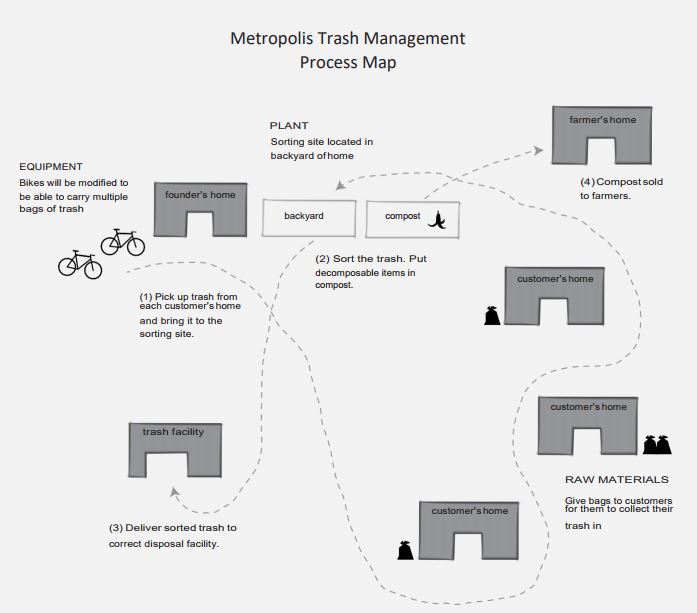 Metropolis Trash Management
Process Map
PLANT
Sorting site located in
backyard of home
farmer's home
(4) Compost sold
to farmers.
EQUIPMENT
Bikes will be modified to
be able to carry multiple
bags of trash
founder's home
backyard
compost
(2) Sort the trash. Put
decomposable items in
compost.
(1) Pick up trash from
each customer's home
and bring it to the
sorting site.
customer's home
customer's home
RAW MATERIALS
Give bags to customers
for them to collect their
trash in
trash facility
(3) Deliver sorted trash to
correct disposal facility.
customer's home